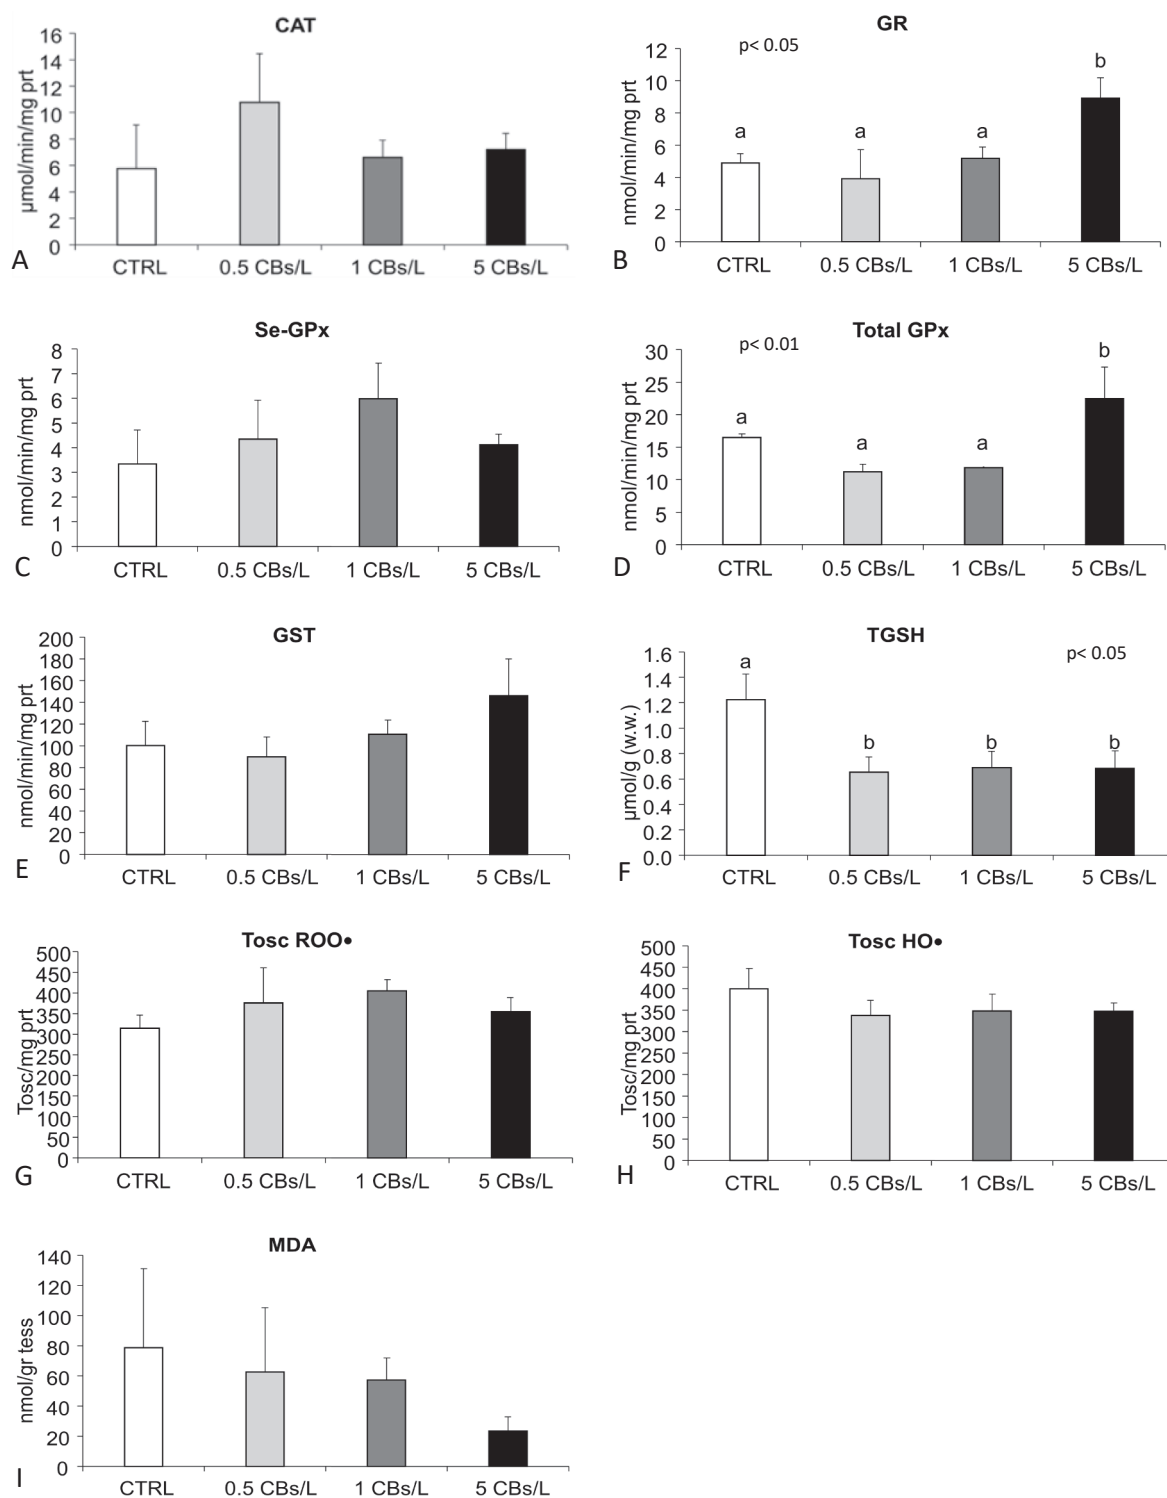 CAT
16
14
12
10
8
6
4
2
0
µmol/min/mg prt
CTRL 0.5 CBs/L 1 CBs/L 5 CBs/L
A
GR
p< 0.05
12
10
8
6
4
2
0
nmol/min/mg prt
a a a b
CTRL 0.5 CBs/L 1 CBs/L 5 CBs/L
B
Se-GPx
8
7
6
5
4
3
2
1
0
nmol/min/mg prt
CTRL 0.5 CBs/L 1 CBs/L 5 CBs/L
C
Total GPx
p< 0.01
30
25
20
15
10
5
0
nmol/min/mg prt
a a a b
CTRL 0.5 CBs/L 1 CBs/L 5 CBs/L
D
GST
200
180
160
140
120
100
80
60
40
20
0
nmol/min/mg prt
CTRL 0.5 CBs/L 1 CBs/L 5 CBs/L
E
TGSH
p< 0.05
1.6
1.4
1.2
1.0
0.8
0.6
0.4
0.2
0.0
µmol/g (w.w.)
a b b b
CTRL 0.5 CBs/L 1 CBs/L 5 CBs/L
F
Tosc ROO•
500
450
400
350
300
250
200
150
100
50
0
Tosc/mg prt
CTRL 0.5 CBs/L 1 CBs/L 5 CBs/L
G
Tosc HO•
500
450
400
350
300
250
200
150
100
50
0
Tosc/mg prt
CTRL 0.5 CBs/L 1 CBs/L 5 CBs/L
H
MDA
140
120
100
80
60
40
20
0
nmol/gr tess
CTRL 0.5 CBs/L 1 CBs/L 5 CBs/L
I